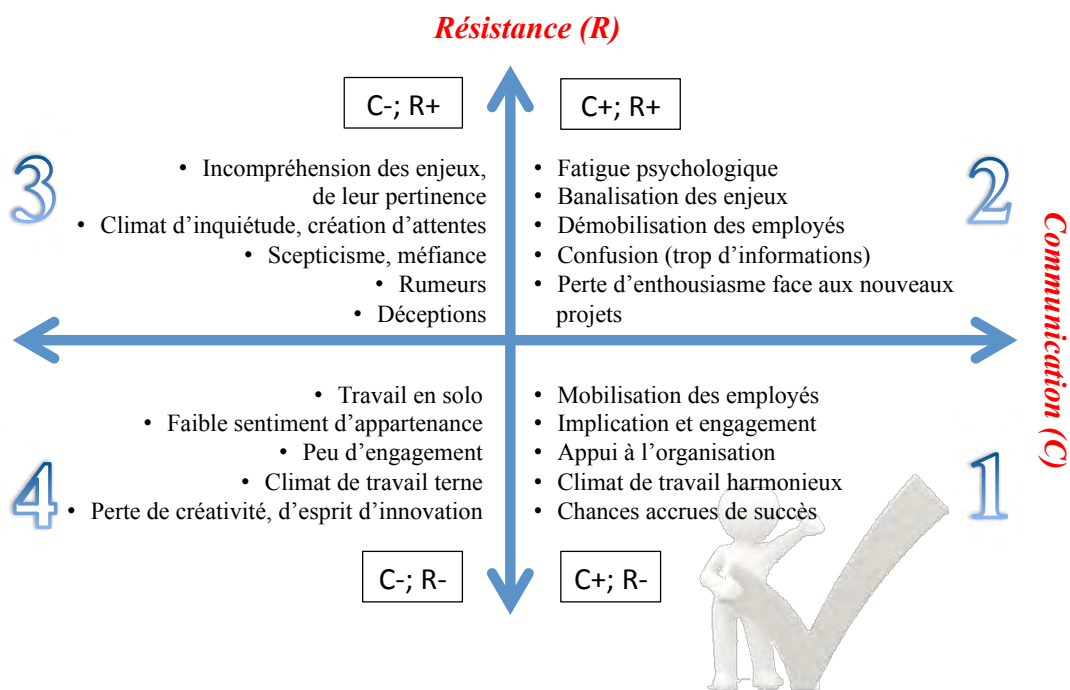 Résistance (R)
C-; R+
C+; R+
3
• Incompréhension des enjeux,
de leur pertinence
• Climat d’inquiétude, création d’attentes
• Scepticisme, méfiance
• Rumeurs
• Déceptions
• Fatigue psychologique
• Banalisation des enjeux
• Démobilisation des employés
• Confusion (trop d’informations)
• Perte d’enthousiasme face aux nouveaux
projets
2
Communication (C)
4
• Travail en solo
• Faible sentiment d’appartenance
• Peu d’engagement
• Climat de travail terne
• Perte de créativité, d’esprit d’innovation
• Mobilisation des employés
• Implication et engagement
• Appui à l’organisation
• Climat de travail harmonieux
• Chances accrues de succès
1
C-; R-
C+; R-